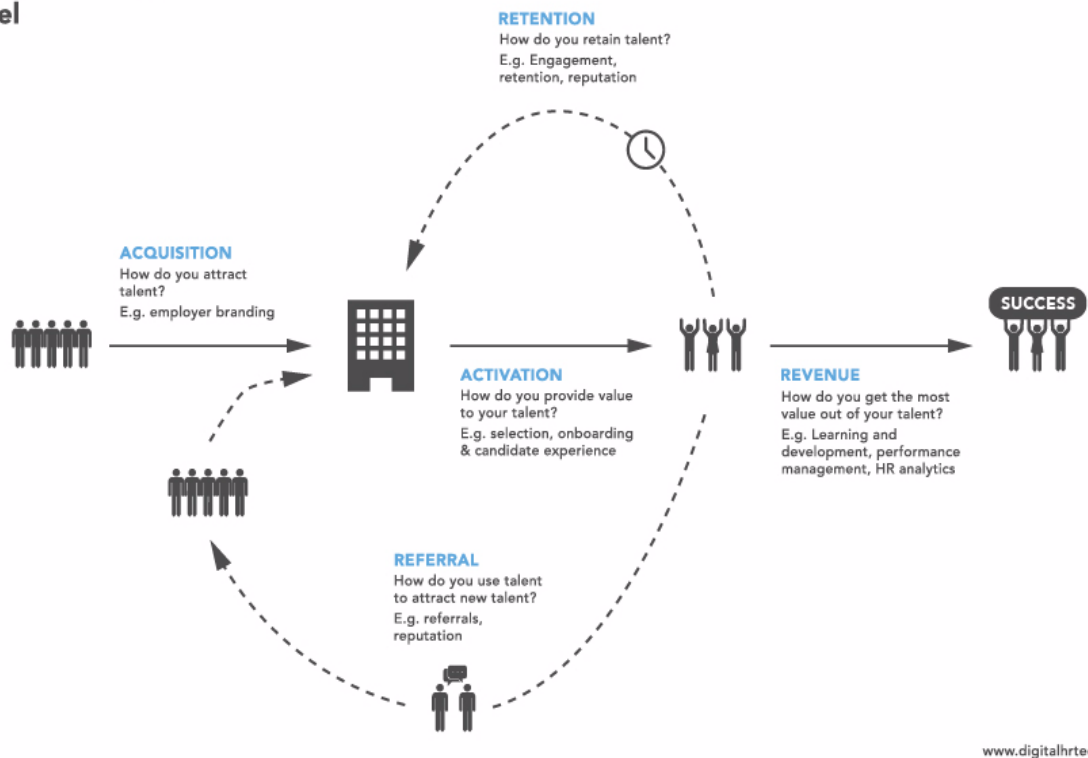 el
RETENTION
How do you retain talent?
E.g. Engagement,
retention, reputation
ACQUISITION
How do you attract
talent?
E.g. employer branding
SUCCESS
ACTIVATION
How do you provide value
to your talent?
E.g. selection, onboarding
& candidate experience
REVENUE
How do you get the most
value out of your talent?
E.g. Learning and
development, performance
management, HR analytics
REFERRAL
How do you use talent
to attract new talent?
E.g. referrals,
reputation
www.digitalhrte